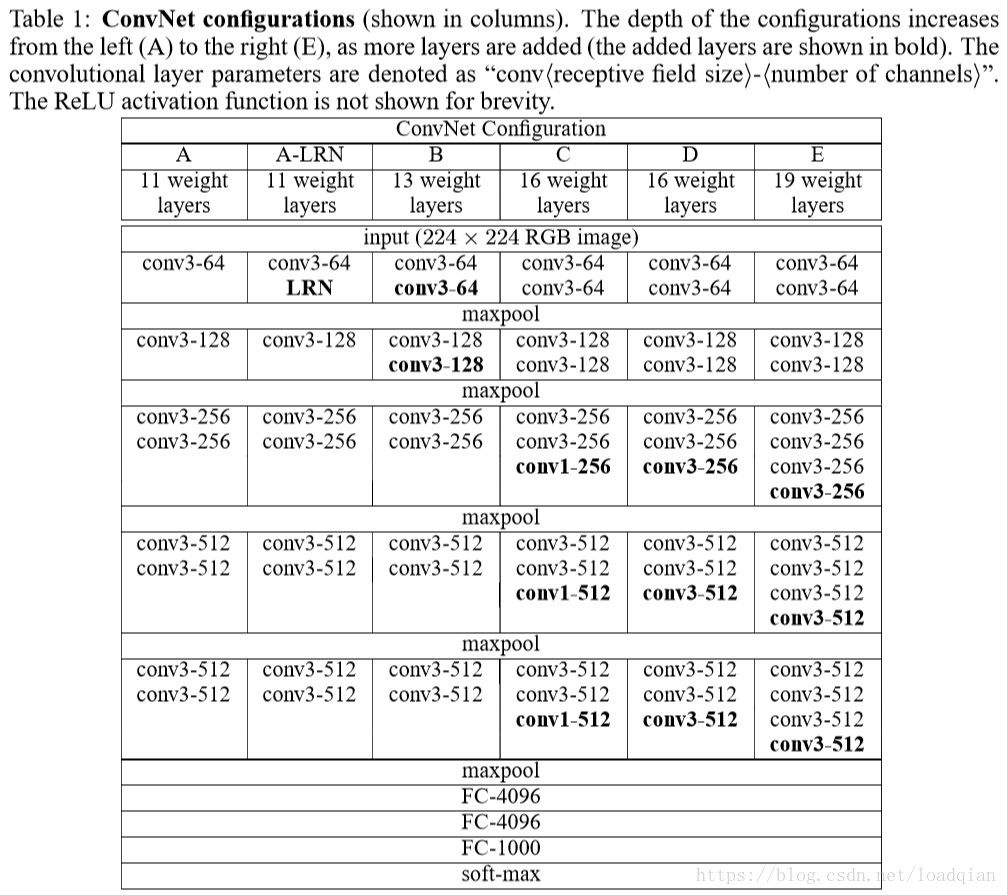 Table 1: ConvNet configurations (shown in columns). The depth of the configurations increases
from the left (A) to the right (E), as more layers are added (the added layers are shown in bold). The
convolutional layer parameters are denoted as “conv⟨receptive field size⟩-⟨number of channels⟩”.
The ReLU activation function is not shown for brevity.
ConvNet Configuration
A A-LRN B C D E
11 weight 11 weight 13 weight 16 weight 16 weight 19 weight
layers layers layers layers layers layers
input (224 × 224 RGB image)
conv3-64 conv3-64 conv3-64 conv3-64 conv3-64 conv3-64
LRN conv3-64 conv3-64 conv3-64 conv3-64
maxpool
conv3-128 conv3-128 conv3-128 conv3-128 conv3-128 conv3-128
conv3-128 conv3-128 conv3-128 conv3-128
maxpool
conv3-256 conv3-256 conv3-256 conv3-256 conv3-256 conv3-256
conv3-256 conv3-256 conv3-256 conv3-256 conv3-256 conv3-256
conv1-256 conv3-256 conv3-256
conv3-256
maxpool
conv3-512 conv3-512 conv3-512 conv3-512 conv3-512 conv3-512
conv3-512 conv3-512 conv3-512 conv3-512 conv3-512 conv3-512
conv1-512 conv3-512 conv3-512
conv3-512
maxpool
conv3-512 conv3-512 conv3-512 conv3-512 conv3-512 conv3-512
conv3-512 conv3-512 conv3-512 conv3-512 conv3-512 conv3-512
conv1-512 conv3-512 conv3-512
conv3-512
maxpool
FC-4096
FC-4096
FC-1000
soft-max
https://blog.csdn.net/loadqian